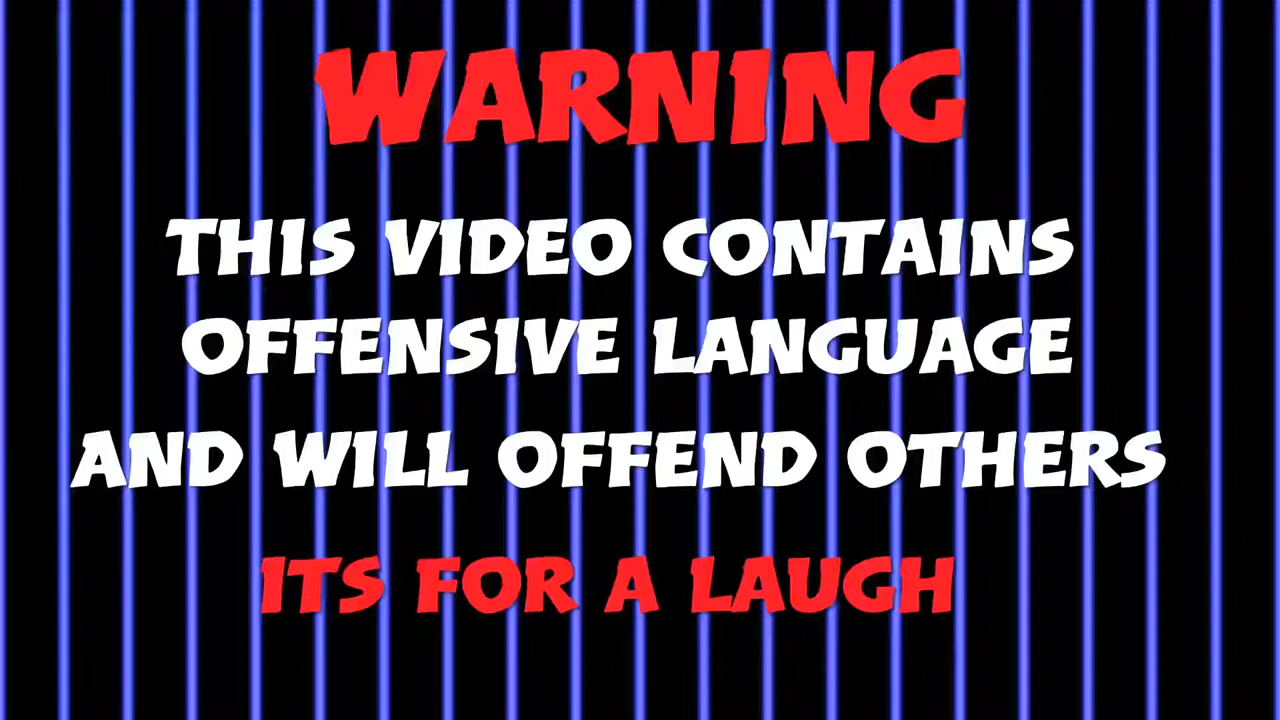 WARNING
THIS VIDEO CONTAINS
OFFENSIVE LANGUAGE
AND WILL OFFEND OTHERS
ITS FOR A LAUGH